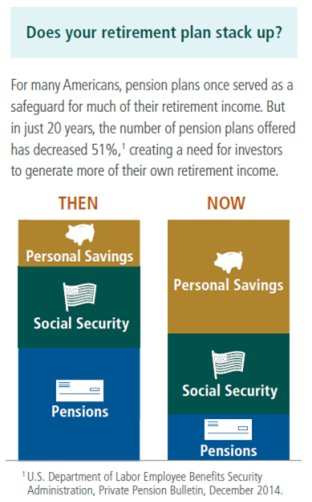 Does your retirement plan stack up?
For many Americans, pension plans once served as a
safeguard for much of their retirement income. But
in just 20 years, the number of pension plans offered
has decreased 51%,¹ creating a need for investors
to generate more of their own retirement income.
THEN
NOW
Personal Savings
Social Security
Pensions
Personal Savings
Social Security
Pensions
¹U.S. Department of Labor Employee Benefits Security
Administration, Private Pension Bulletin, December 2014.